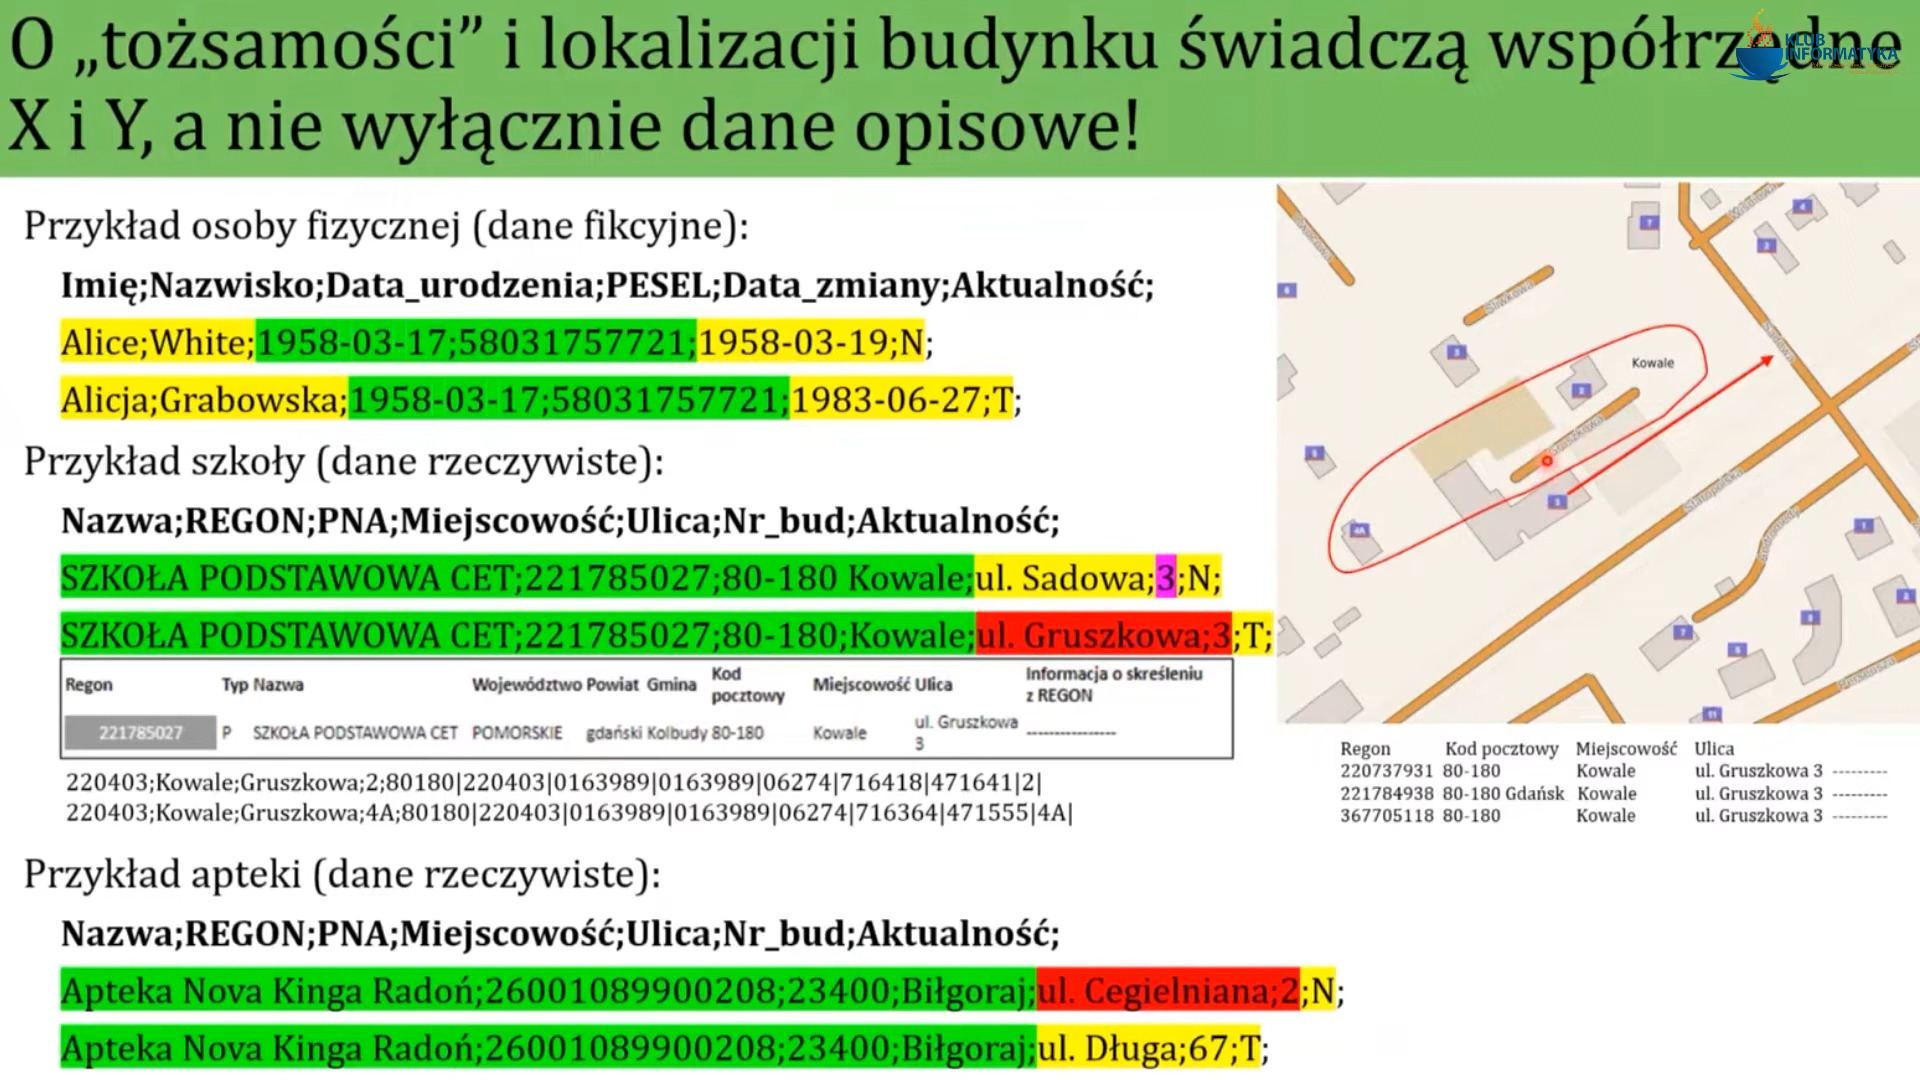 O „tożsamości” i lokalizacji budynku świadczą współrzędne
X i Y, a nie wyłącznie dane opisowe!
KLUB
INFORMATYKA
Przykład osoby fizycznej (dane fikcyjne):
Imię;Nazwisko;Data_urodzenia;PESEL;Data_zmiany;Aktualność;
Alice;White;1958-03-17;58031757721;1958-03-19;N;
Alicja;Grabowska;1958-03-17;58031757721;1983-06-27;T;
Przykład szkoły (dane rzeczywiste):
Nazwa;REGON;PNA;Miejscowość;Ulica;Nr_bud;Aktualność;
SZKOŁA PODSTAWOWA CET;221785027;80-180 Kowale;ul. Sadowa;3;N;
SZKOŁA PODSTAWOWA CET;221785027;80-180;Kowale;ul. Gruszkowa;3;T;
Regon Typ Nazwa Województwo Powiat Gmina Kod pocztowy Miejscowość Ulica Informacja o skreśleniu z REGON
221785027 P SZKOŁA PODSTAWOWA CET POMORSKIE gdański Kolbudy 80-180 Kowale ul. Gruszkowa 3 ----------------
220403;Kowale;Gruszkowa;2;80180|220403|0163989|0163989|06274|716418|471641|2|
220403;Kowale;Gruszkowa;4A;80180|220403|0163989|0163989|06274|716364|471555|4A|
Kowale
Śliwkowa
Gruszkowa
Sadowa
Staropolska
4A
7
11
Regon Kod pocztowy Miejscowość Ulica
220737931 80-180 Kowale ul. Gruszkowa 3 ---------
221784938 80-180 Gdańsk Kowale ul. Gruszkowa 3 ---------
367705118 80-180 Kowale ul. Gruszkowa 3 ---------
Przykład apteki (dane rzeczywiste):
Nazwa;REGON;PNA;Miejscowość;Ulica;Nr_bud;Aktualność;
Apteka Nova Kinga Radoń;26001089900208;23400;Biłgoraj;ul. Cegielniana;2;N;
Apteka Nova Kinga Radoń;26001089900208;23400;Biłgoraj;ul. Długa;67;T;